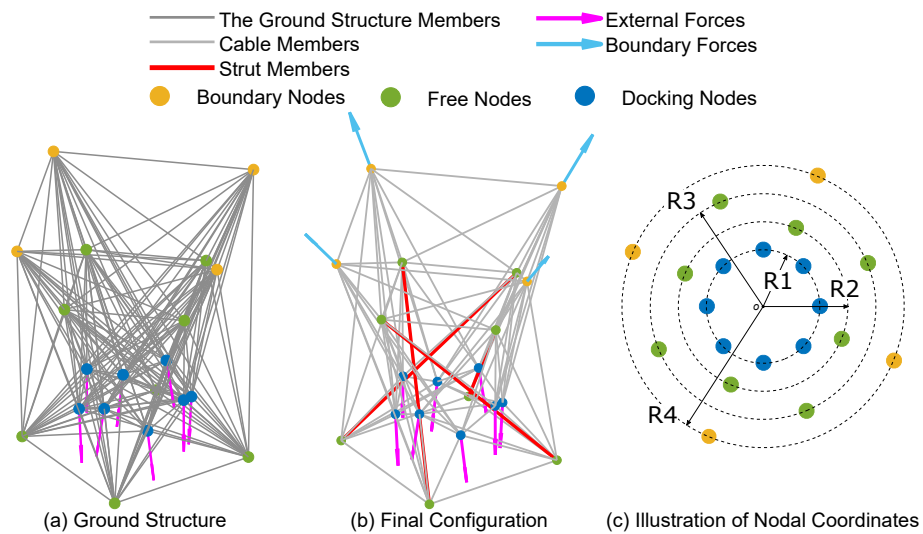 The Ground Structure Members
External Forces
Cable Members
Boundary Forces
Strut Members
Boundary Nodes
Free Nodes
Docking Nodes
R3
R1
R2
o
R4
(a) Ground Structure
(b) Final Configuration
(c) Illustration of Nodal Coordinates